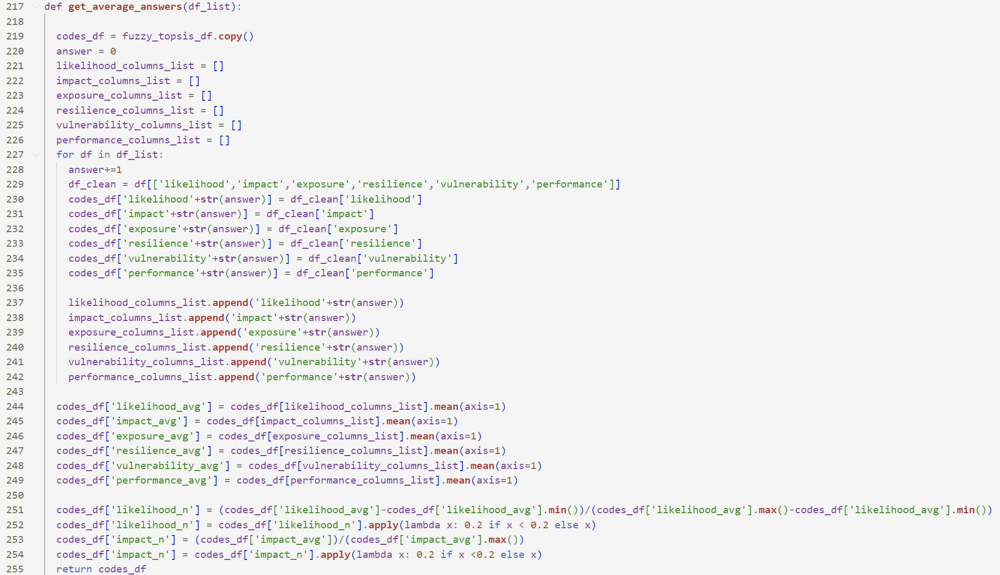 217 def get_average_answers(df_list):
218
219 codes_df = fuzzy_topsis_df.copy()
220 answer = 0
221 likelihood_columns_list = []
222 impact_columns_list = []
223 exposure_columns_list = []
224 resilience_columns_list = []
225 vulnerability_columns_list = []
226 performance_columns_list = []
227 for df in df_list:
228 answer+=1
229 df_clean = df[['likelihood','impact','exposure','resilience','vulnerability','performance']]
230 codes_df['likelihood'+str(answer)] = df_clean['likelihood']
231 codes_df['impact'+str(answer)] = df_clean['impact']
232 codes_df['exposure'+str(answer)] = df_clean['exposure']
233 codes_df['resilience'+str(answer)] = df_clean['resilience']
234 codes_df['vulnerability'+str(answer)] = df_clean['vulnerability']
235 codes_df['performance'+str(answer)] = df_clean['performance']
236
237 likelihood_columns_list.append('likelihood'+str(answer))
238 impact_columns_list.append('impact'+str(answer))
239 exposure_columns_list.append('exposure'+str(answer))
240 resilience_columns_list.append('resilience'+str(answer))
241 vulnerability_columns_list.append('vulnerability'+str(answer))
242 performance_columns_list.append('performance'+str(answer))
243
244 codes_df['likelihood_avg'] = codes_df[likelihood_columns_list].mean(axis=1)
245 codes_df['impact_avg'] = codes_df[impact_columns_list].mean(axis=1)
246 codes_df['exposure_avg'] = codes_df[exposure_columns_list].mean(axis=1)
247 codes_df['resilience_avg'] = codes_df[resilience_columns_list].mean(axis=1)
248 codes_df['vulnerability_avg'] = codes_df[vulnerability_columns_list].mean(axis=1)
249 codes_df['performance_avg'] = codes_df[performance_columns_list].mean(axis=1)
250
251 codes_df['likelihood_n'] = (codes_df['likelihood_avg']-codes_df['likelihood_avg'].min())/(codes_df['likelihood_avg'].max()-codes_df['likelihood_avg'].min())
252 codes_df['likelihood_n'] = codes_df['likelihood_n'].apply(lambda x: 0.2 if x < 0.2 else x)
253 codes_df['impact_n'] = (codes_df['impact_avg'])/(codes_df['impact_avg'].max())
254 codes_df['impact_n'] = codes_df['impact_n'].apply(lambda x: 0.2 if x <0.2 else x)
255 return codes_df